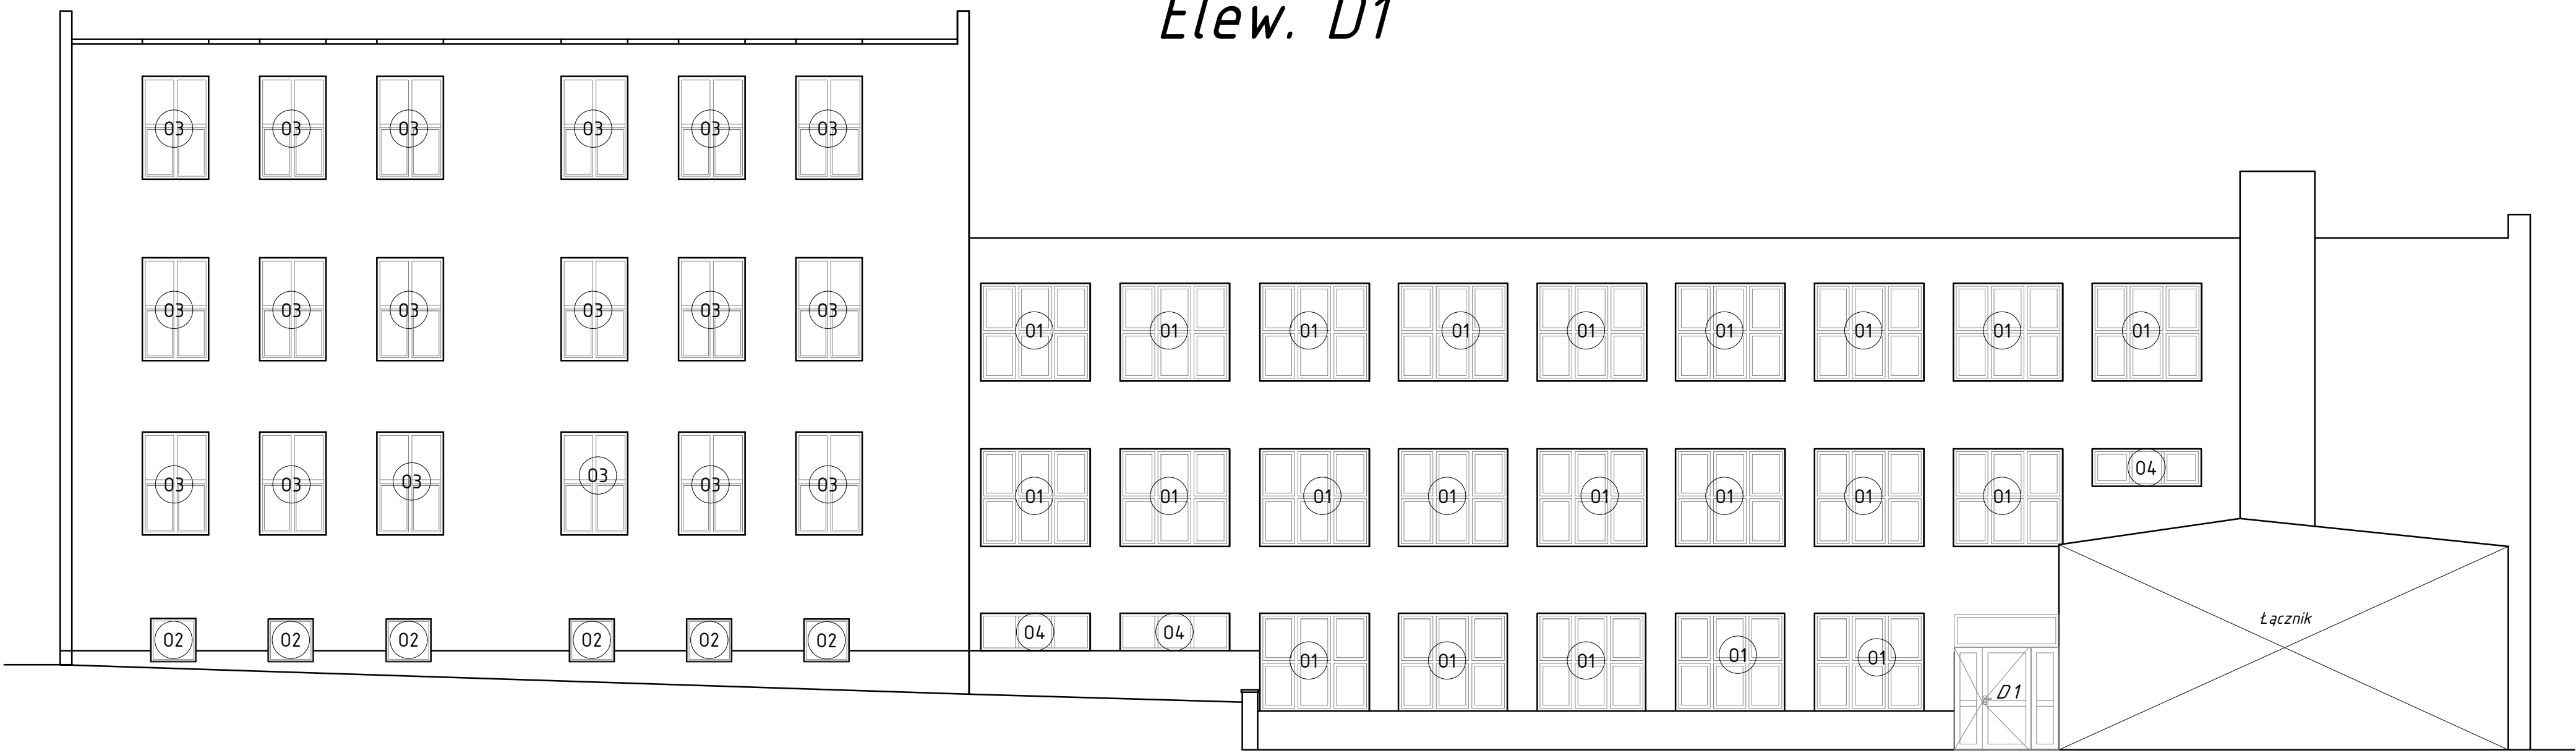 Elew. D1
03 03 03 03 03 03
03 03 03 03 03 03
01 01 01 01 01 01 01 01 01
03 03 03 03 03 03
01 01 01 01 01 01 01 01 04
02 02 02 02 02 02
04 04 01 01 01 01 01
D1
Łącznik